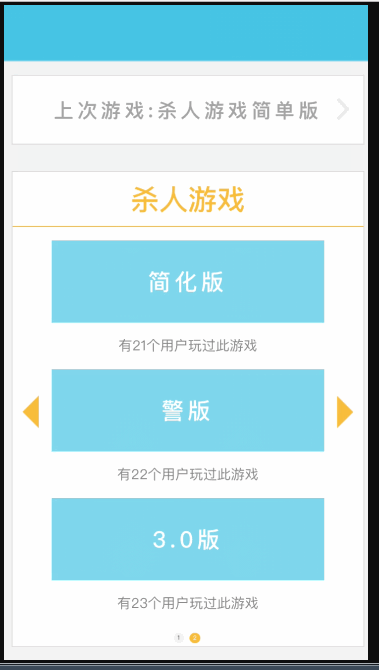 上次游戏:杀人游戏简单版
杀人游戏
简化版
有21个用户玩过此游戏
警版
有22个用户玩过此游戏
3.0版
有23个用户玩过此游戏
1 2